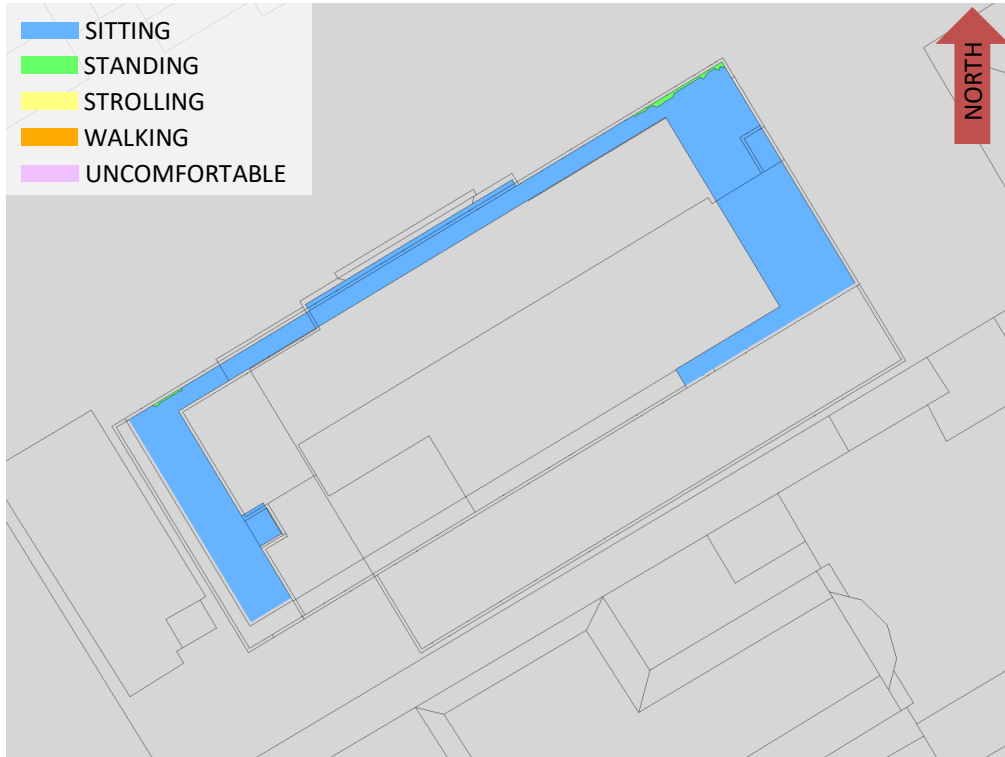 SITTING
STANDING
STROLLING
WALKING
UNCOMFORTABLE
NORTH